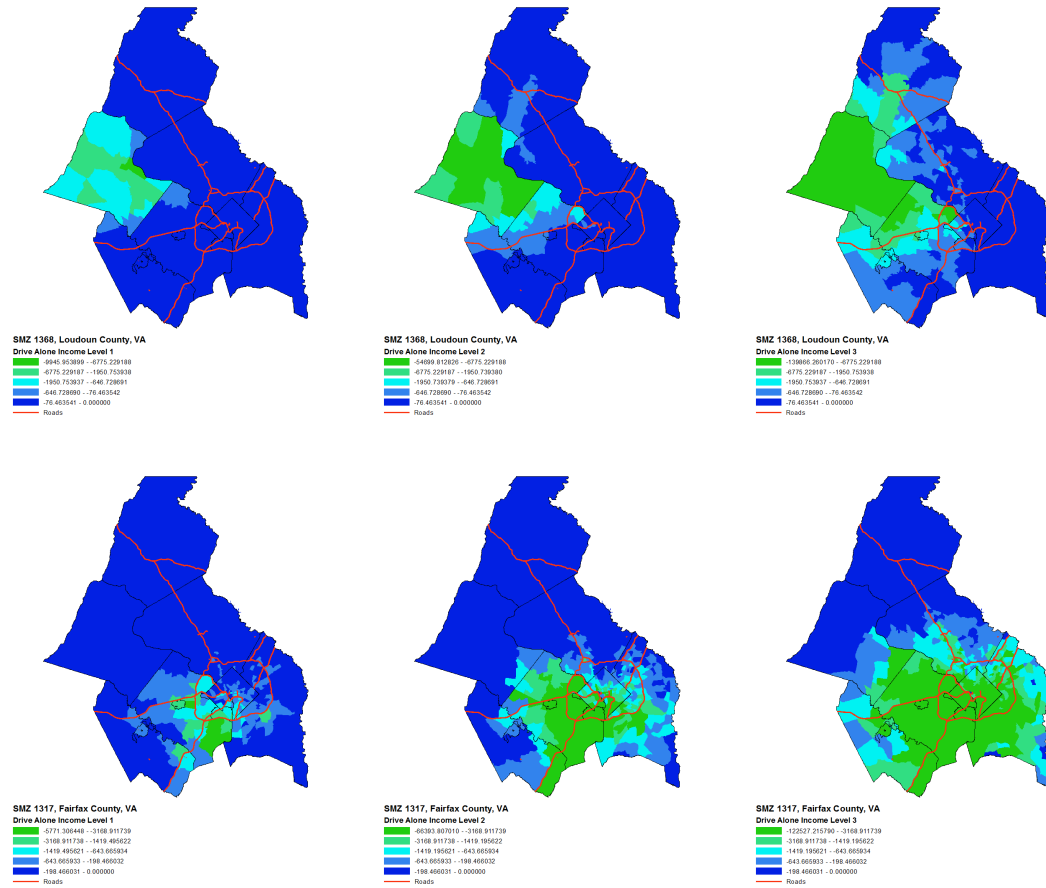 SMZ 1368, Loudoun County, VA
Drive Alone Income Level 1
-9945.953899 - -6775.229188
-6775.229187 - -1950.753938
-1950.753937 - -646.728691
-646.728690 - -76.463542
-76.463541 - 0.000000
Roads
SMZ 1368, Loudoun County, VA
Drive Alone Income Level 2
-54699.812826 - -6775.229188
-6775.229187 - -1950.739380
-1950.739379 - -646.728691
-646.728690 - -76.463542
-76.463541 - 0.000000
Roads
SMZ 1368, Loudoun County, VA
Drive Alone Income Level 3
-139866.260170 - -6775.229188
-6775.229187 - -1950.753938
-1950.753937 - -646.728691
-646.728690 - -76.463542
-76.463541 - 0.000000
Roads
SMZ 1317, Fairfax County, VA
Drive Alone Income Level 1
-5771.306448 - -3168.911739
-3168.911738 - -1419.495622
-1419.495621 - -643.665934
-643.665933 - -198.466032
-198.466031 - 0.000000
Roads
SMZ 1317, Fairfax County, VA
Drive Alone Income Level 2
-66393.807010 - -3168.911739
-3168.911738 - -1419.195622
-1419.195621 - -643.665934
-643.665933 - -198.466032
-198.466031 - 0.000000
Roads
SMZ 1317, Fairfax County, VA
Drive Alone Income Level 3
-122527.215790 - -3168.911739
-3168.911738 - -1419.195622
-1419.195621 - -643.665934
-643.665933 - -198.466032
-198.466031 - 0.000000
Roads